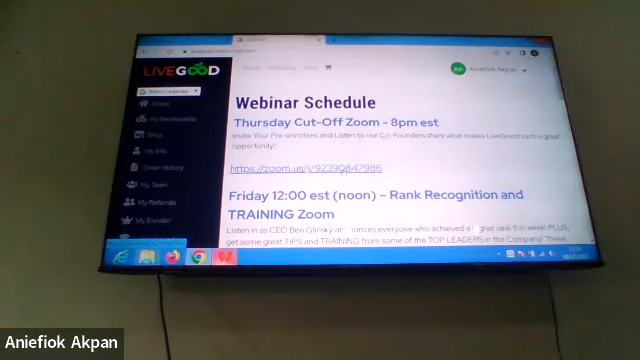 LIVEGOOD
Aniefiok Akpan
Home
My Membership
Shop
My Info
Order History
My Team
My Referrals
My Enroller
Webinar Schedule
Thursday Cut-Off Zoom - 8pm est
Invite Your Pre-enrollees and Listen to our Co-Founders share what makes LiveGood such a great
opportunity!
https://zoom.us/j/92390847986
Friday 12:00 est (noon) – Rank Recognition and
TRAINING Zoom
Listen in as CEO Ben Glinsky announces everyone who achieved a higher rank this week! PLUS,
get some great TIPS and TRAINING from some of the TOP LEADERS in the Company! These
Aniefiok Akpan